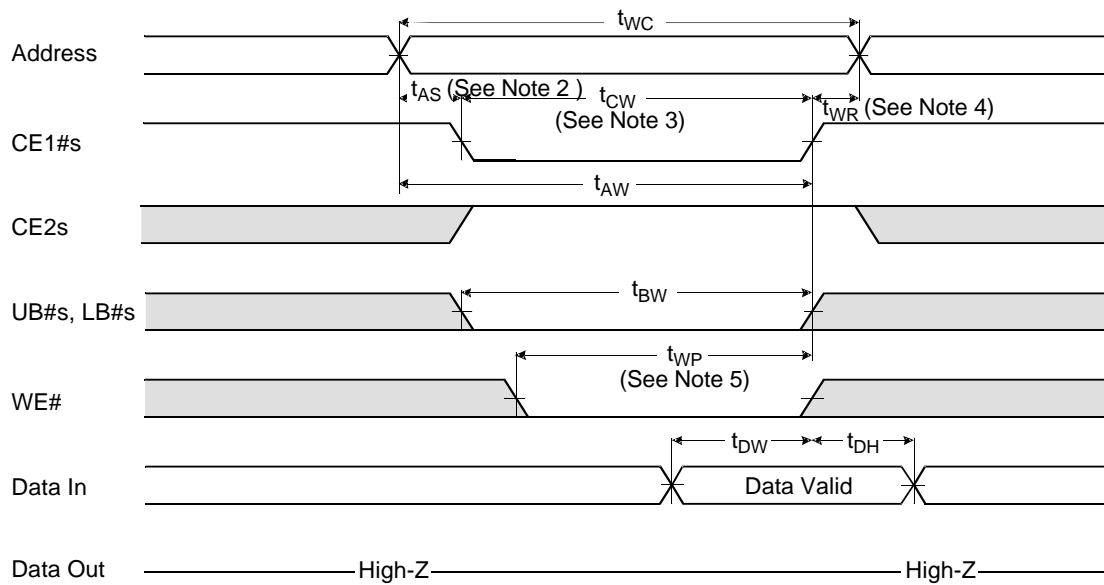 tWC
Address
tAS (See Note 2 )
tCW
(See Note 3)
tWR (See Note 4)
CE1#s
tAW
CE2s
tBW
UB#s, LB#s
tWP
(See Note 5)
WE#
tDW
tDH
Data In
Data Valid
Data Out
High-Z
High-Z